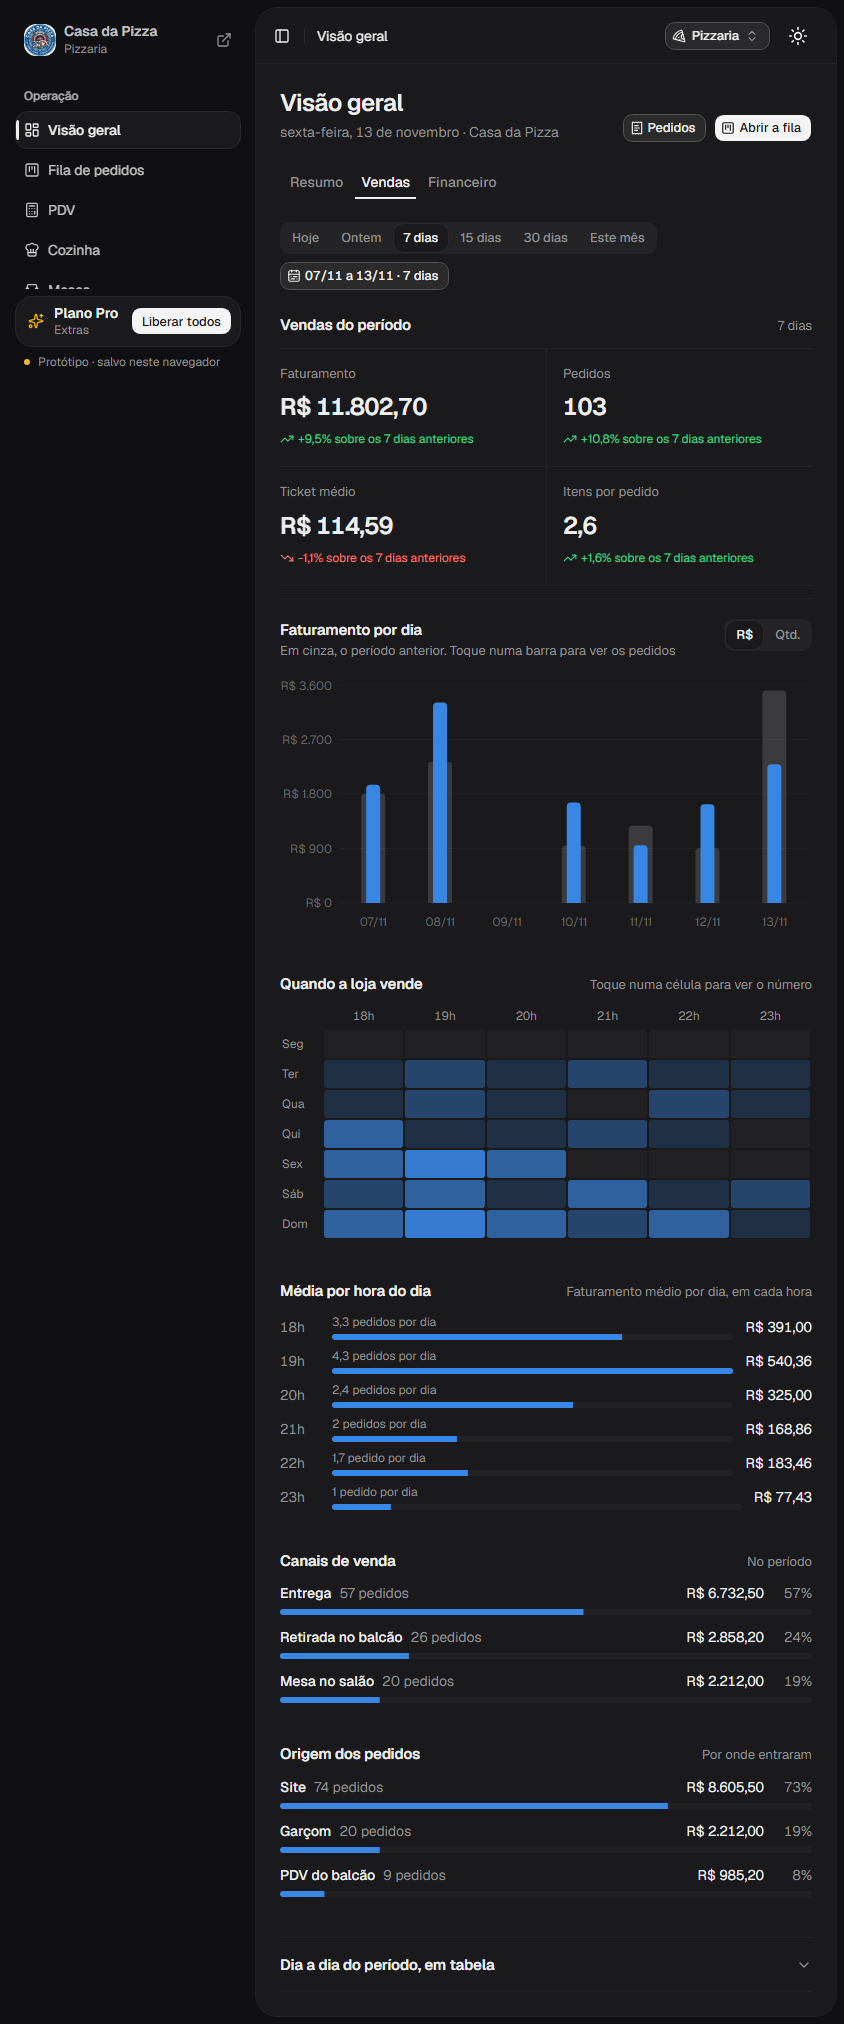 Casa da Pizza
Pizzaria
Operação
Visão geral
Fila de pedidos
PDV
Cozinha
Plano Pro
Extras
Liberar todos
Protótipo · salvo neste navegador
Visão geral
Pizzaria
Visão geral
sexta-feira, 13 de novembro · Casa da Pizza
Pedidos
Abrir a fila
Resumo Vendas Financeiro
Hoje Ontem 7 dias 15 dias 30 dias Este mês
07/11 a 13/11 · 7 dias
Vendas do período 7 dias
Faturamento
R$ 11.802,70
+9,5% sobre os 7 dias anteriores
Pedidos
103
+10,8% sobre os 7 dias anteriores
Ticket médio
R$ 114,59
-1,1% sobre os 7 dias anteriores
Itens por pedido
2,6
+1,6% sobre os 7 dias anteriores
Faturamento por dia
Em cinza, o período anterior. Toque numa barra para ver os pedidos
R$ Qtd.
R$ 3.600
R$ 2.700
R$ 1.800
R$ 900
R$ 0
07/11 08/11 09/11 10/11 11/11 12/11 13/11
Quando a loja vende Toque numa célula para ver o número
18h 19h 20h 21h 22h 23h
Seg
Ter
Qua
Qui
Sex
Sáb
Dom
Média por hora do dia Faturamento médio por dia, em cada hora
18h 3,3 pedidos por dia R$ 391,00
19h 4,3 pedidos por dia R$ 540,36
20h 2,4 pedidos por dia R$ 325,00
21h 2 pedidos por dia R$ 168,86
22h 1,7 pedido por dia R$ 183,46
23h 1 pedido por dia R$ 77,43
Canais de venda No período
Entrega 57 pedidos R$ 6.732,50 57%
Retirada no balcão 26 pedidos R$ 2.858,20 24%
Mesa no salão 20 pedidos R$ 2.212,00 19%
Origem dos pedidos Por onde entraram
Site 74 pedidos R$ 8.605,50 73%
Garçom 20 pedidos R$ 2.212,00 19%
PDV do balcão 9 pedidos R$ 985,20 8%
Dia a dia do período, em tabela